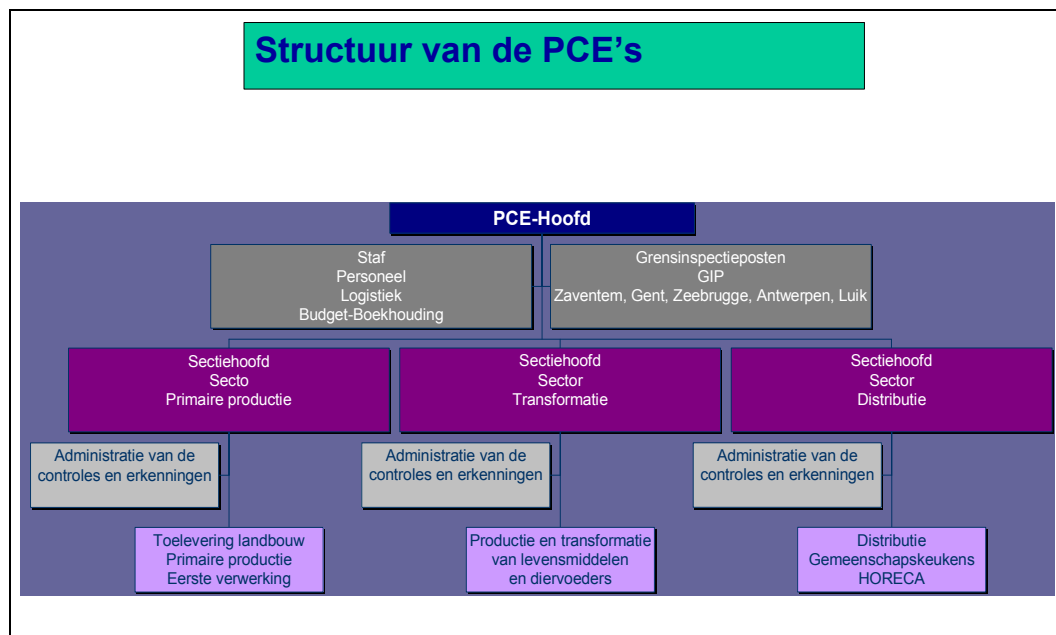 Structuur van de PCE's
PCE-Hoofd
Staf
Personeel
Logistiek
Budget-Boekhouding
Grensinspectieposten
GIP
Zaventem, Gent, Zeebrugge, Antwerpen, Luik
Sectiehoofd
Secto
Primaire productie
Sectiehoofd
Sector
Transformatie
Sectiehoofd
Sector
Distributie
Administratie van de
controles en erkenningen
Administratie van de
controles en erkenningen
Administratie van de
controles en erkenningen
Toelevering landbouw
Primaire productie
Eerste verwerking
Productie en transformatie
van levensmiddelen
en diervoeders
Distributie
Gemeenschapskeukens
HORECA